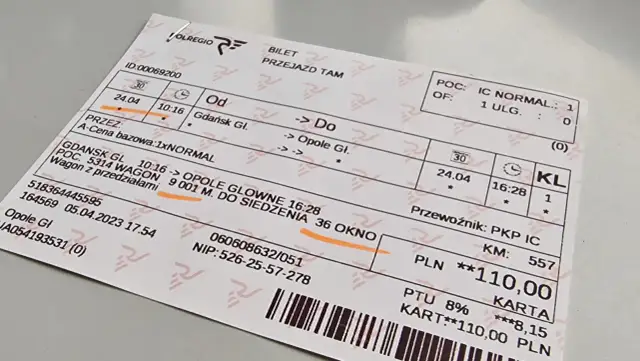 POLREGIO
BILET
PRZEJAZD TAM
POC: IC NORMAL.: 1
OF: 1 ULG. : 0
ID:00069200
(0)
Od -> Do
KL
24.04 10:16 Gdańsk Gł. -> Opole Gł. 24.04 16:28 1
* * * -> -> * * * *
PRZEZ:
A-Cena bazowa:1xNORMAL
Przewoźnik: PKP IC
GDANSK GL 10:16 -> OPOLE GLOWNE 16:28
POC. 5314 WAGON 9 001 M. DO SIEDZENIA 36 OKNO
KM: 557
Wagon z przedziałami
PLN **110,00
518364445595
KARTA
164569 05.04.2023 17.54
060608632/051
PTU 8% ***8,15
Opole Gł
NIP:526-25-57-278
KART:**110,00 PLN
IA054193531 (0)